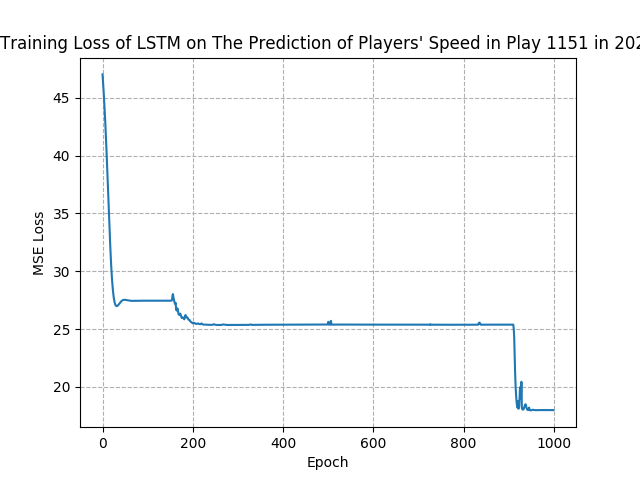 Training Loss of LSTM on The Prediction of Players' Speed in Play 1151 in 202
45
40
35
30
25
20
MSE Loss
0 200 400 600 800 1000
Epoch